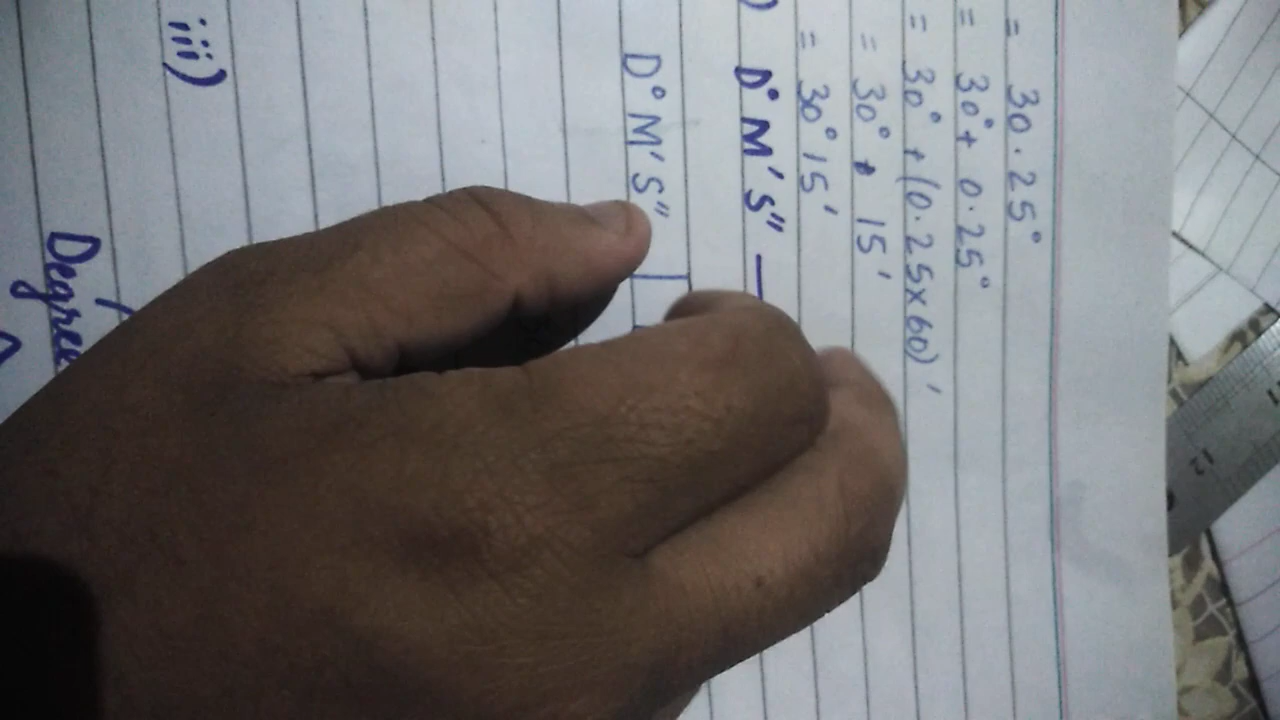 = 30.25°
= 30° + 0.25°
= 30° + (0.25×60)'
= 30° + 15'
= 30° 15'
) D° M' S" —
D° M' S"
iii)
Degree